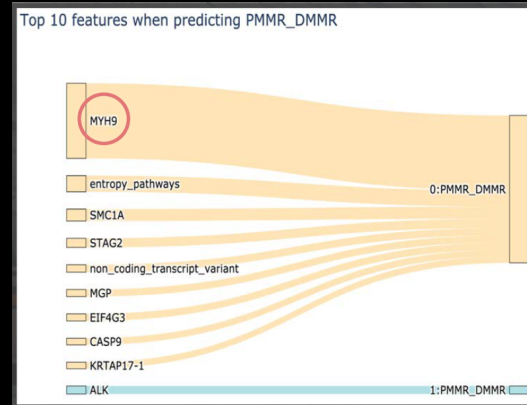 Top 10 features when predicting PMMR_DMMR
MYH9
entropy_pathways
0:PMMR_DMMR
SMC1A
STAG2
non_coding_transcript_variant
MGP
EIF4G3
CASP9
KRTAP17-1
ALK
1:PMMR_DMMR